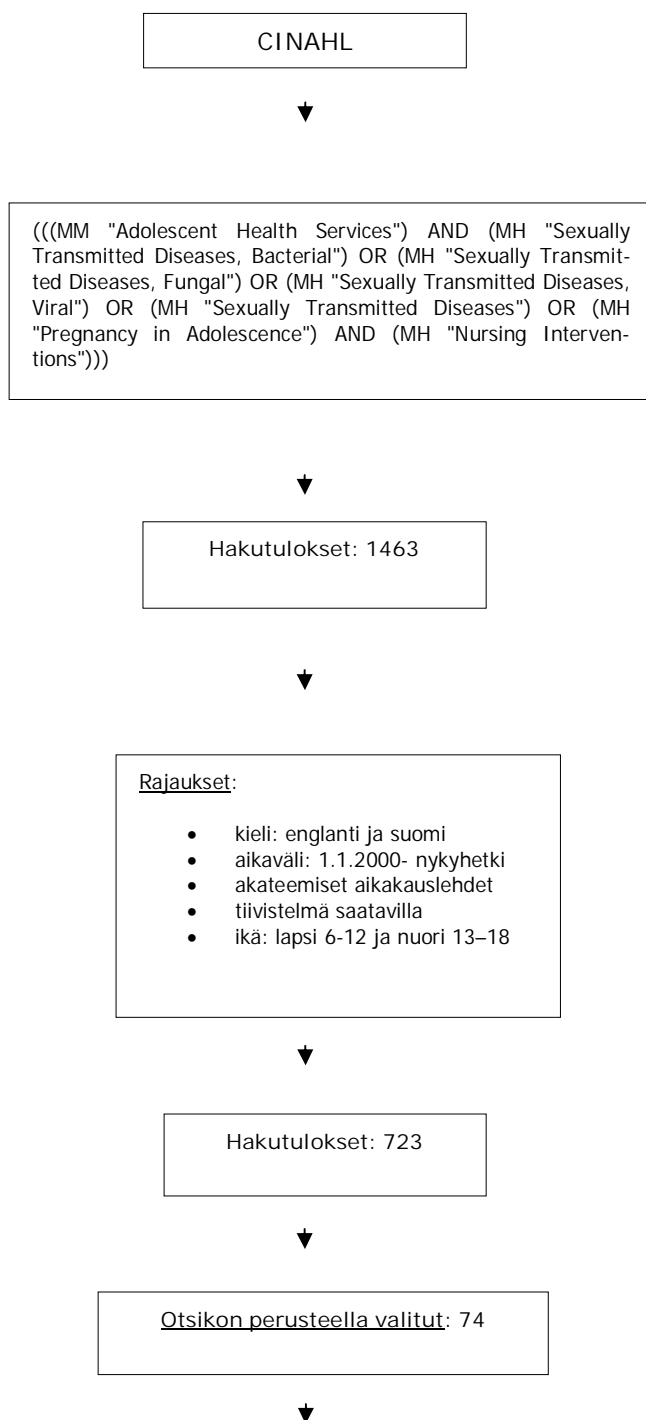 CINAHL
(((MM "Adolescent Health Services") AND (MH "Sexually
Transmitted Diseases, Bacterial") OR (MH "Sexually Transmit-
ted Diseases, Fungal") OR (MH "Sexually Transmitted Diseases,
Viral") OR (MH "Sexually Transmitted Diseases") OR (MH
"Pregnancy in Adolescence") AND (MH "Nursing Interven-
tions")))
Hakutulokset: 1463
Rajaukset:
• kieli: englanti ja suomi
• aikaväli: 1.1.2000- nykyhetki
• akateemiset aikakauslehdet
• tiivistelmä saatavilla
• ikä: lapsi 6-12 ja nuori 13–18
Hakutulokset: 723
Otsikon perusteella valitut: 74